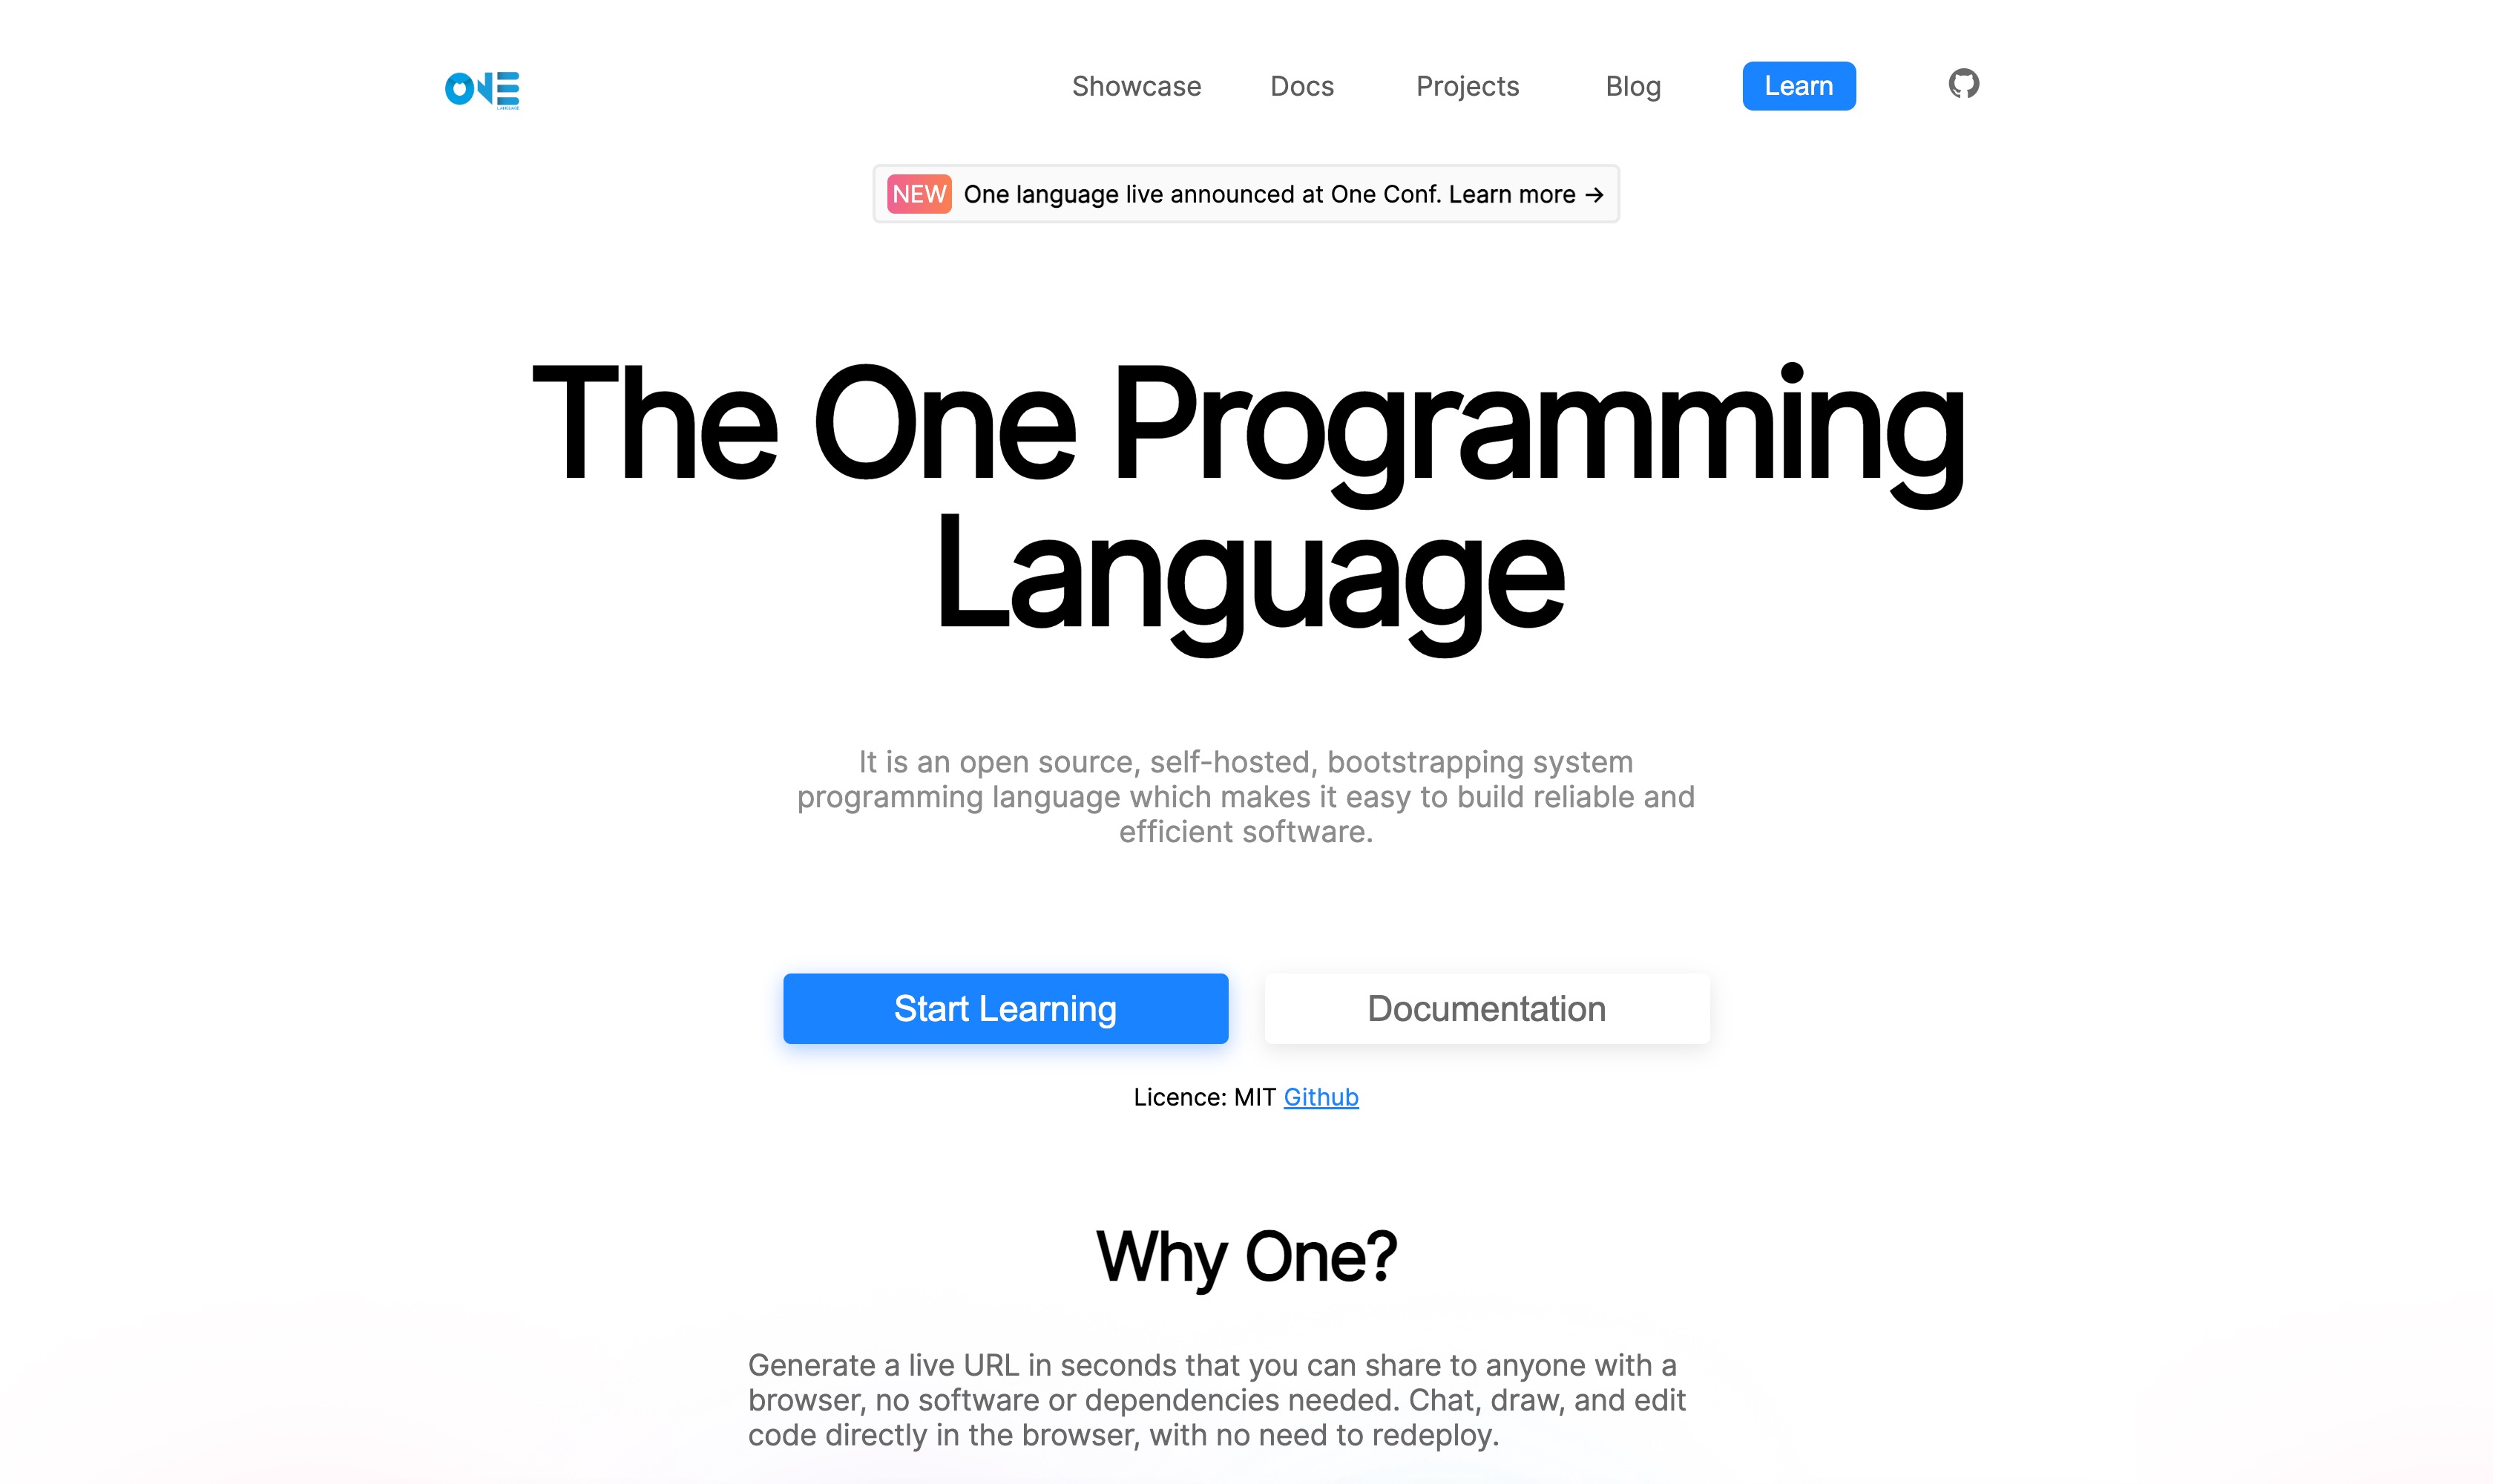 ONE
LANGUAGE
Showcase
Docs
Projects
Blog
Learn
NEW One language live announced at One Conf. Learn more →
The One Programming
Language
It is an open source, self-hosted, bootstrapping system
programming language which makes it easy to build reliable and
efficient software.
Start Learning
Documentation
Licence: MIT Github
Why One?
Generate a live URL in seconds that you can share to anyone with a
browser, no software or dependencies needed. Chat, draw, and edit
code directly in the browser, with no need to redeploy.